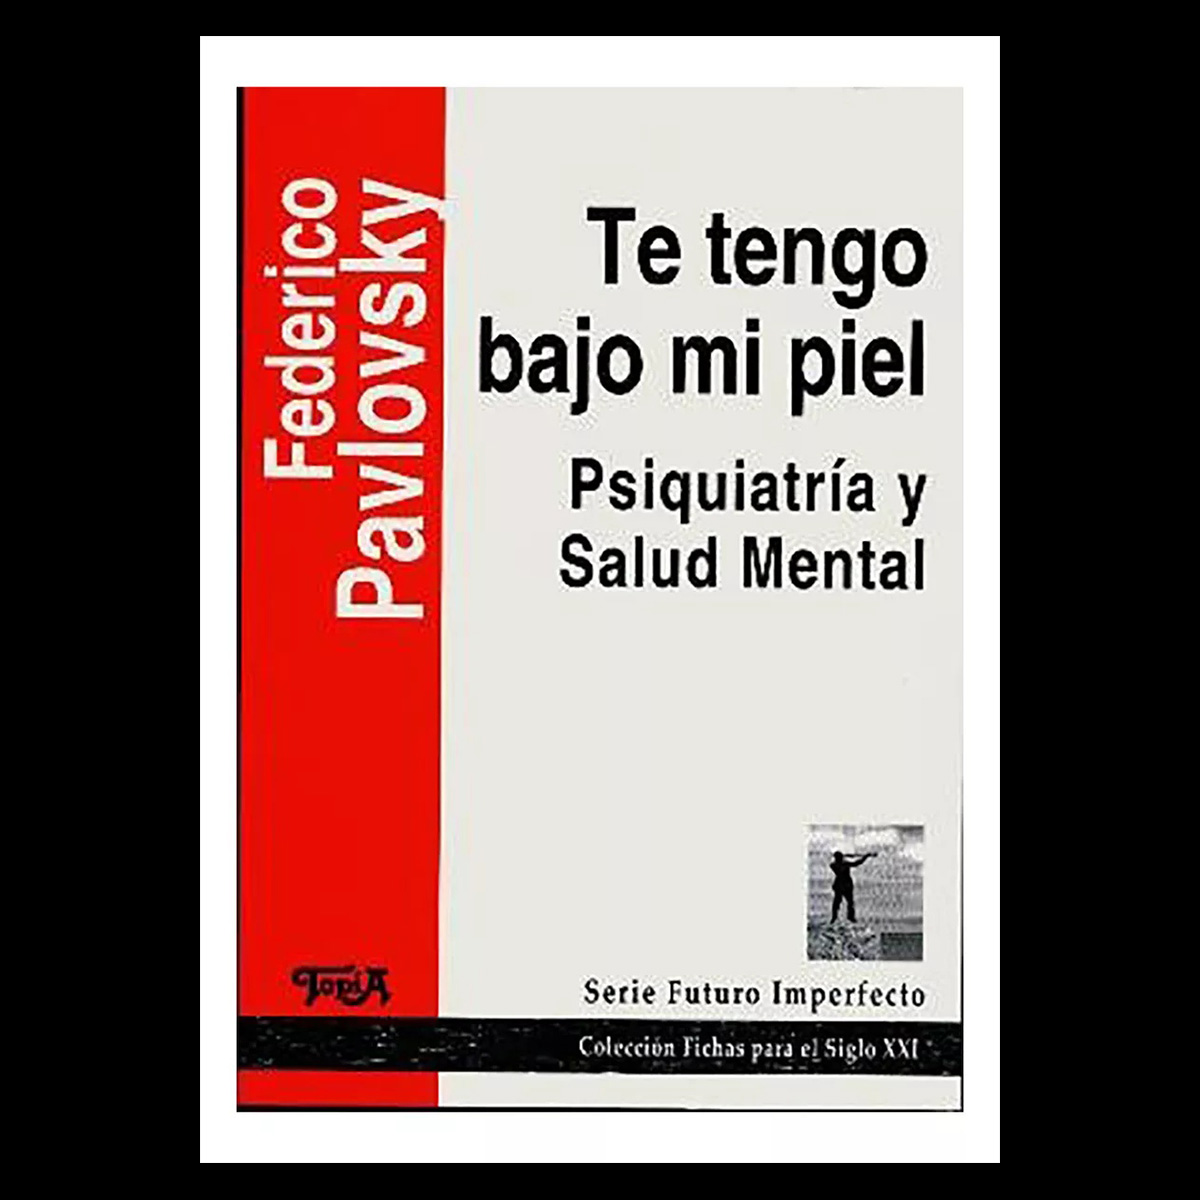 Federico
Pavlovsky
Te tengo
bajo mi piel
Psiquiatría y
Salud Mental
Topía
Serie Futuro Imperfecto
Colección Fichas para el Siglo XXI